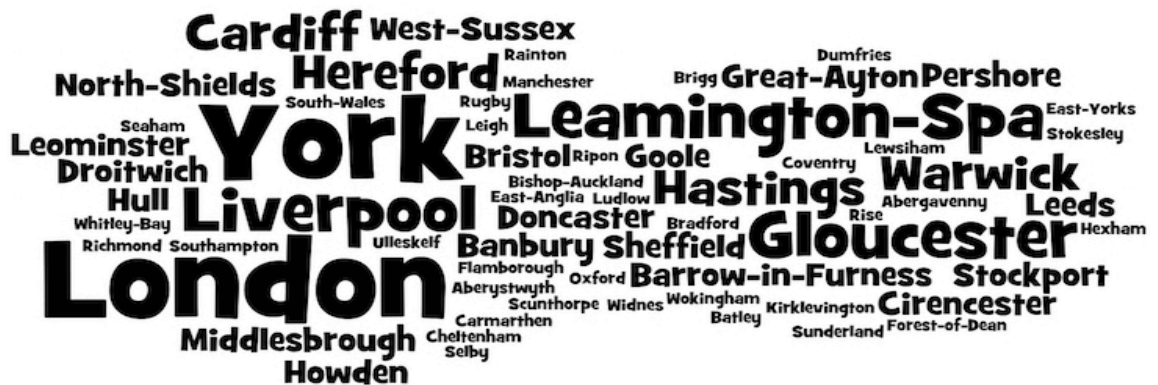 Cardiff West-Sussex
Rainton Dumfries
North-Shields Hereford Manchester Brigg Great-Ayton Pershore
South-Wales Rugby Leamington-Spa East-Yorks
Seaham York Leigh Stokesley
Leominster Bristol Ripon Goole Coventry Lewsiham
Droitwich Bishop-Auckland Hastings Warwick
Hull Liverpool East-Anglia Ludlow Abergavenny Leeds
Whitley-Bay Doncaster Bradford Rise Gloucester Hexham
Richmond Southampton Ulleskelf Banbury Sheffield
London Flamborough Oxford Barrow-in-Furness Stockport
Aberystwyth
Scunthorpe Widnes Wokingham Kirklevington Cirencester
Carmarthen Batley Sunderland Forest-of-Dean
Middlesbrough Cheltenham
Selby
Howden